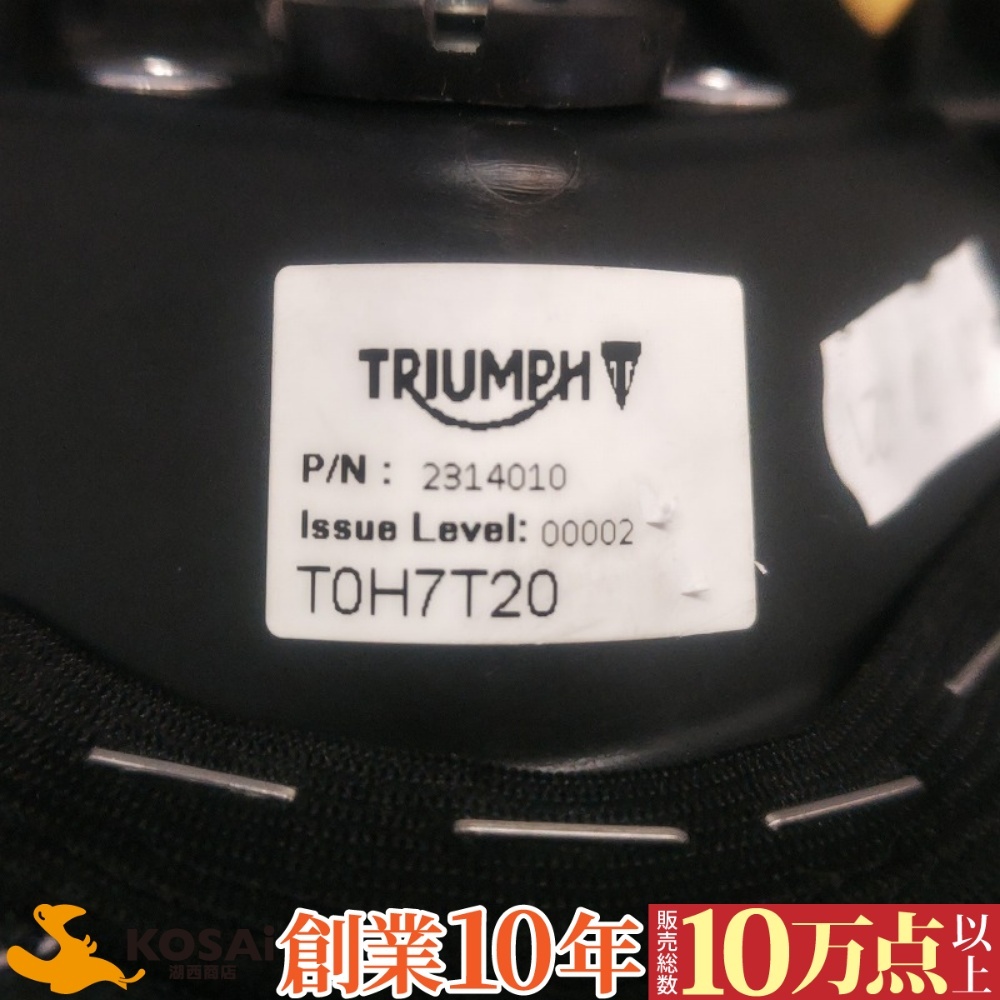 TRIUMPH
P/N : 2314010
Issue Level: 00002
T0H7T20
KOSAi
湖西商店
創業10年
販売総数
10万点以上